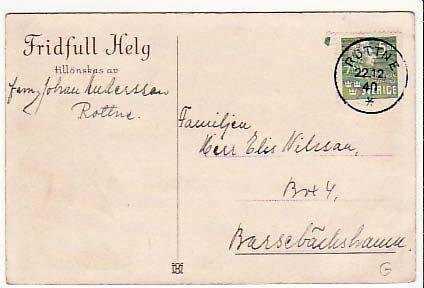 Fridfull Helg
tillönskas av
fam, Johan Andersson
Rottne.
RÖTTNE
22.12.
40
*
SVERIGE
Familjen
Herr Elis Nilsson,
Box 4,
Barsebäckshamn.
G